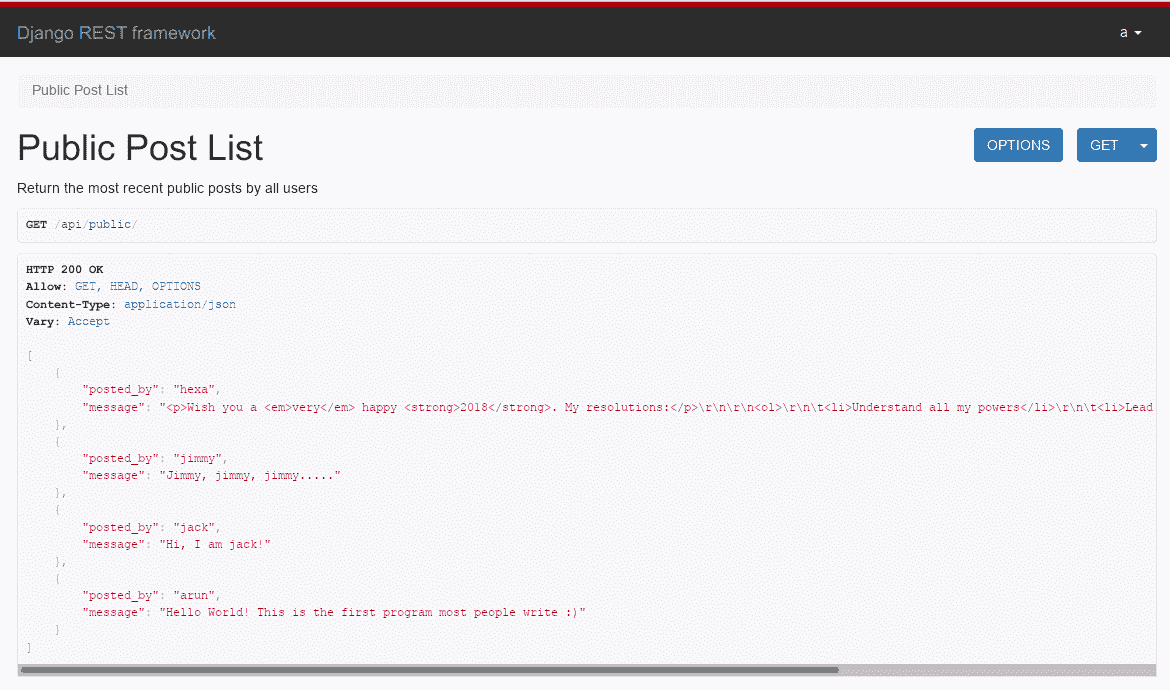 Django REST framework
a
Public Post List
Public Post List
OPTIONS
GET
Return the most recent public posts by all users
GET /api/public/
HTTP 200 OK
Allow: GET, HEAD, OPTIONS
Content-Type: application/json
Vary: Accept
[
{
"posted_by": "hexa",
"message": "<p>Wish you a <em>very</em> happy <strong>2018</strong>. My resolutions:</p>\r\n\r\n<ol>\r\n\t<li>Understand all my powers</li>\r\n\t<li>Lead
},
{
"posted_by": "jimmy",
"message": "Jimmy, jimmy, jimmy....."
},
{
"posted_by": "jack",
"message": "Hi, I am jack!"
},
{
"posted_by": "arun",
"message": "Hello World! This is the first program most people write :)"
}
]